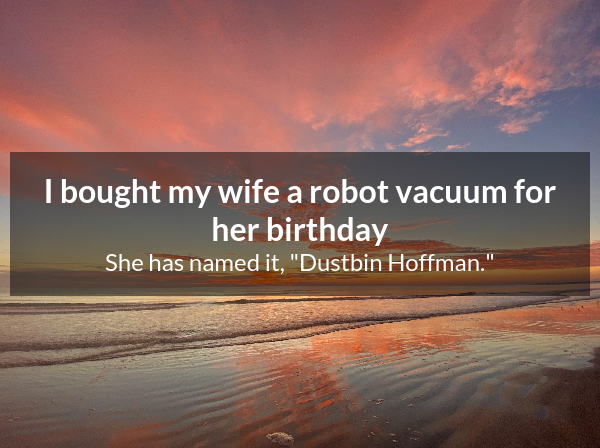 I bought my wife a robot vacuum for
her birthday
She has named it, "Dustbin Hoffman."